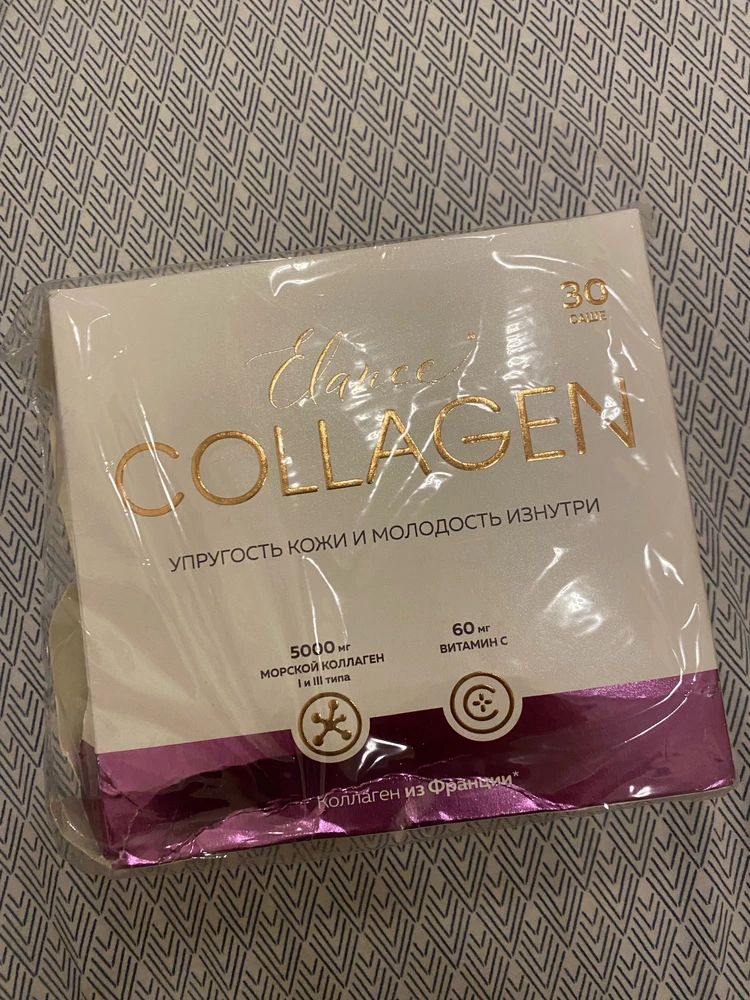 30
САШЕ
Elance
COLLAGEN
УПРУГОСТЬ КОЖИ И МОЛОДОСТЬ ИЗНУТРИ
5000 мг
МОРСКОЙ КОЛЛАГЕН
I и III типа
60 мг
ВИТАМИН С
Коллаген из Франции*